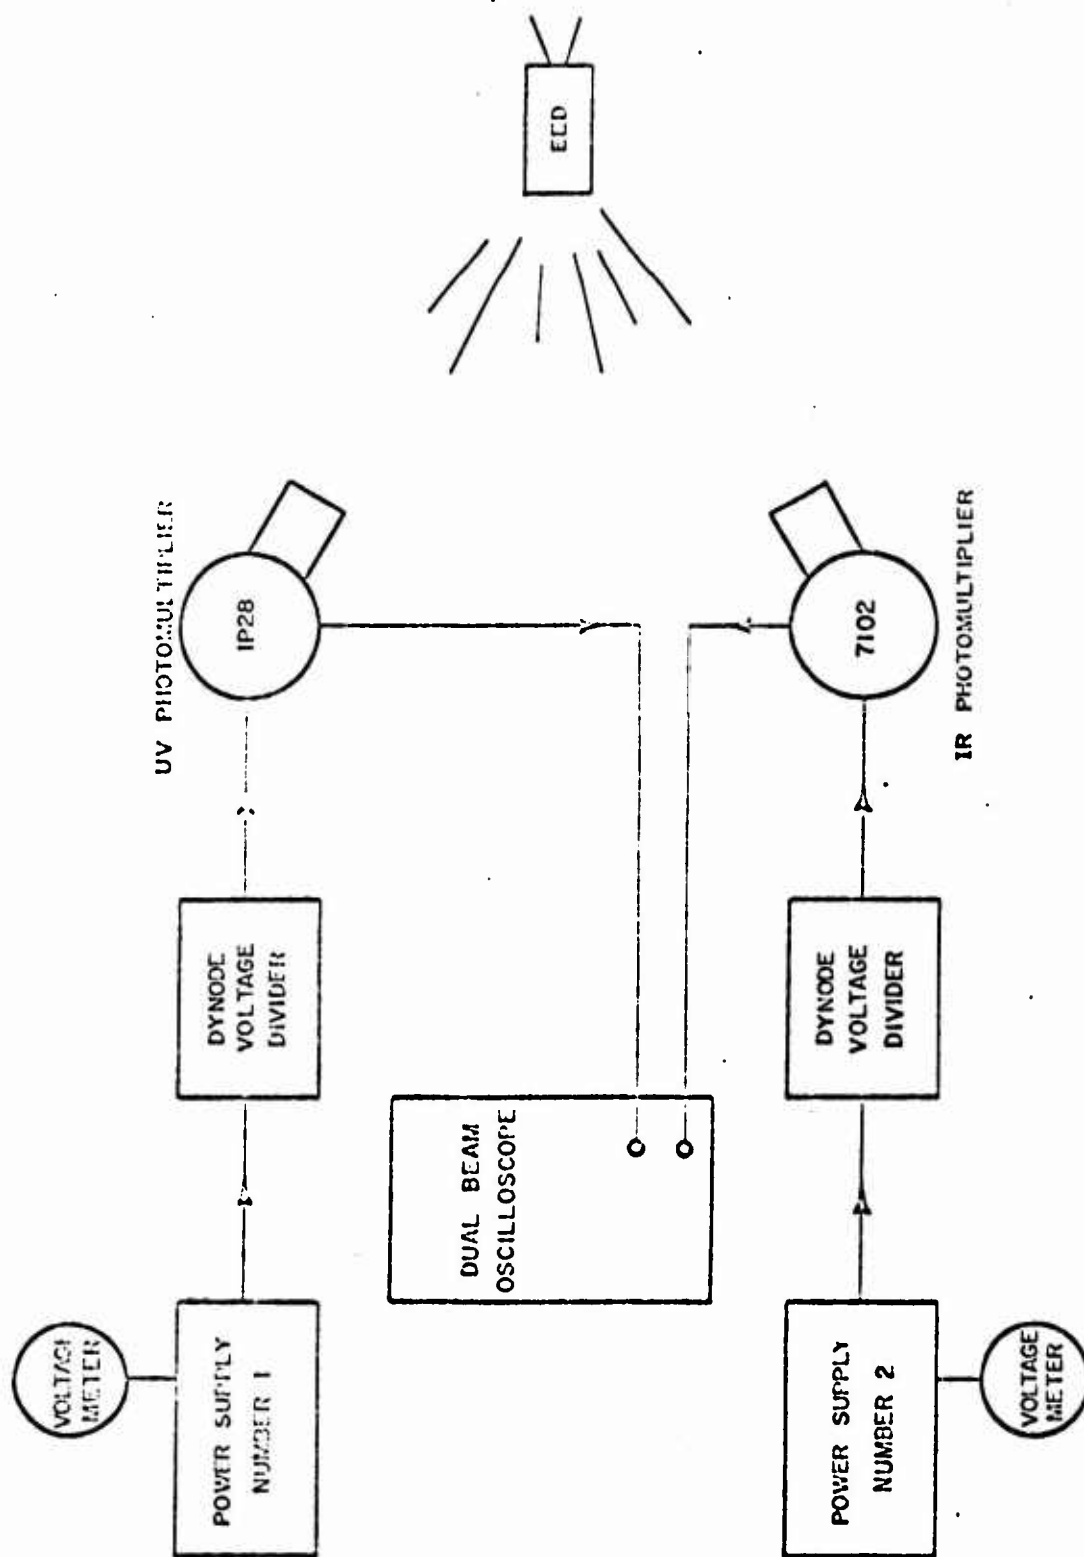 VOLTAGE
METER
POWER SUPPLY
NUMBER 1
DYNODE
VOLTAGE
DIVIDER
UV PHOTOMULTIPLIER
1P28
DUAL BEAM
OSCILLOSCOPE
EED
POWER SUPPLY
NUMBER 2
VOLTAGE
METER
DYNODE
VOLTAGE
DIVIDER
7102
IR PHOTOMULTIPLIER